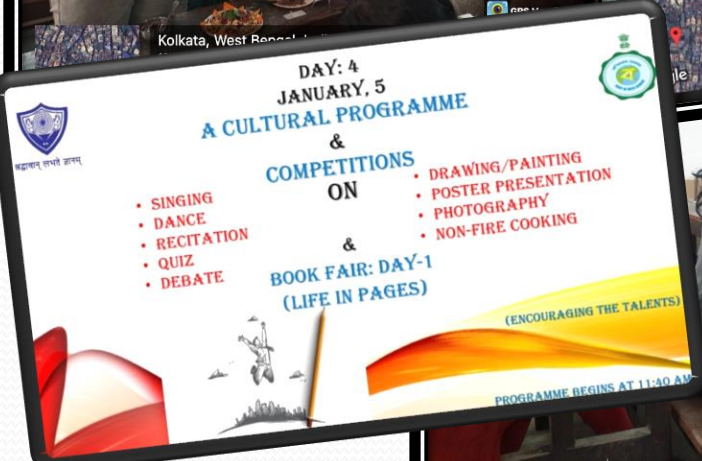 Kolkata, West Bengal
GPS
DAY: 4
JANUARY, 5
A CULTURAL PROGRAMME
&
COMPETITIONS
ON
श्रद्धावान् लभते ज्ञानम्
• SINGING
• DANCE
• RECITATION
• QUIZ
• DEBATE
• DRAWING/PAINTING
• POSTER PRESENTATION
• PHOTOGRAPHY
• NON-FIRE COOKING
&
BOOK FAIR: DAY-1
(LIFE IN PAGES)
(ENCOURAGING THE TALENTS)
PROGRAMME BEGINS AT 11:40 AM